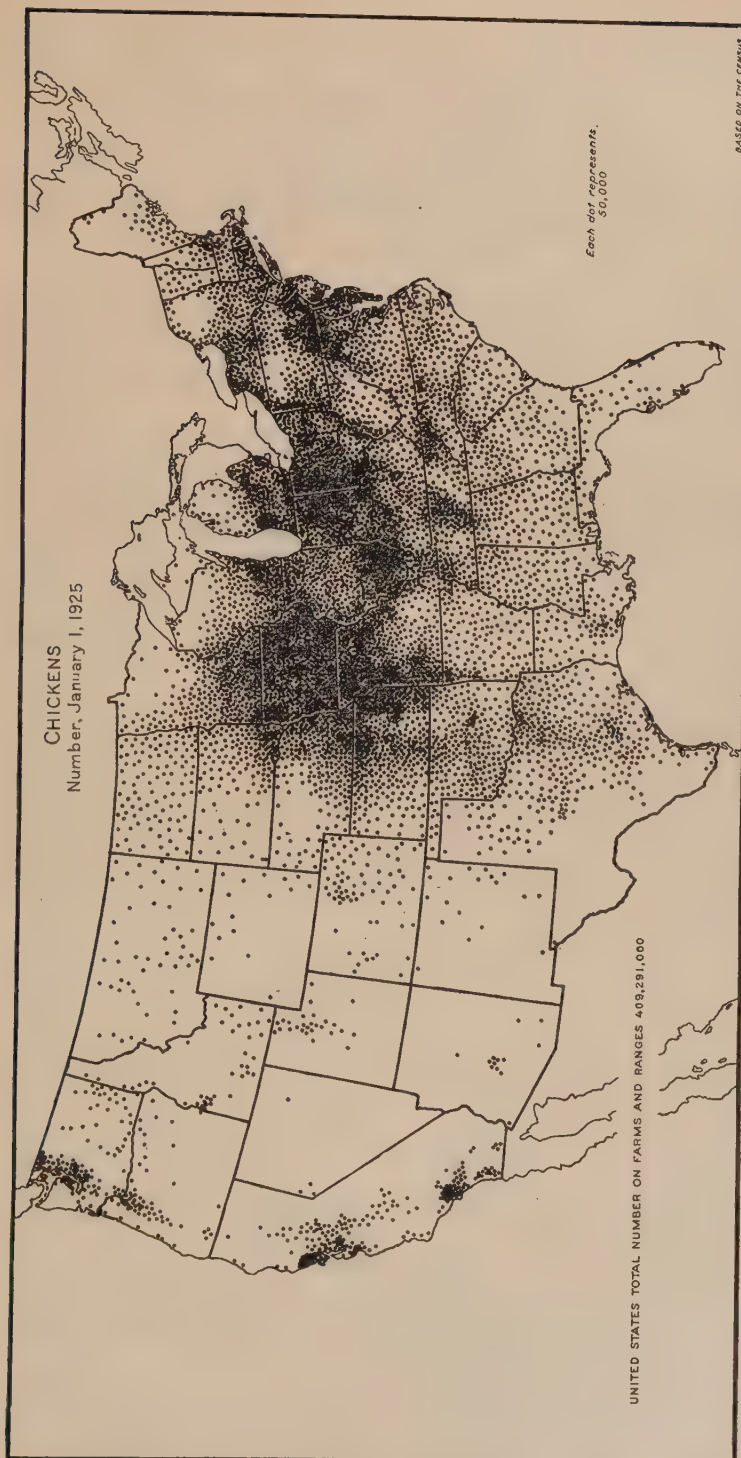 CHICKENS
Number, January 1, 1925
Each dot represents.
50,000
UNITED STATES TOTAL NUMBER ON FARMS AND RANGES 409,291,000
BASED ON THE CENSUS